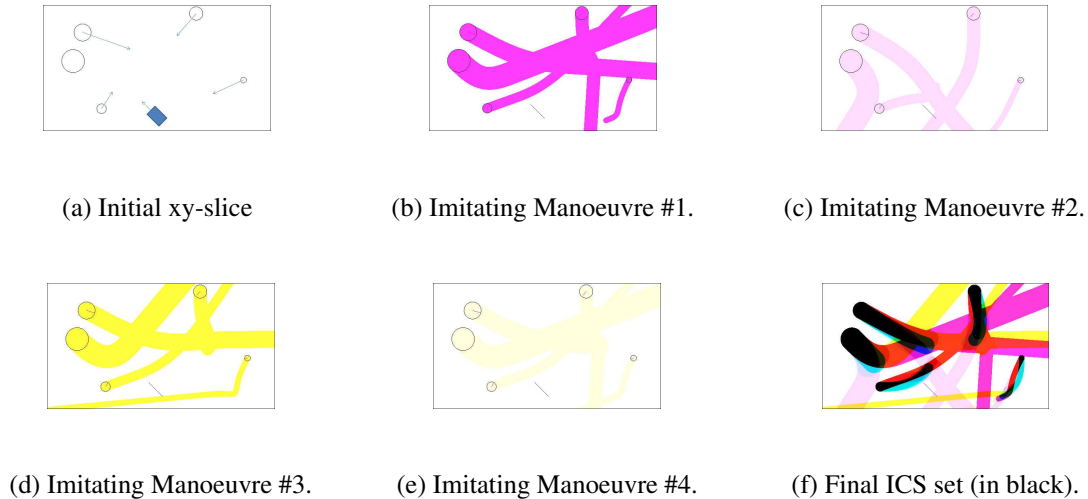 (a) Initial xy-slice
(b) Imitating Manoeuvre #1.
(c) Imitating Manoeuvre #2.
(d) Imitating Manoeuvre #3.
(e) Imitating Manoeuvre #4.
(f) Final ICS set (in black).